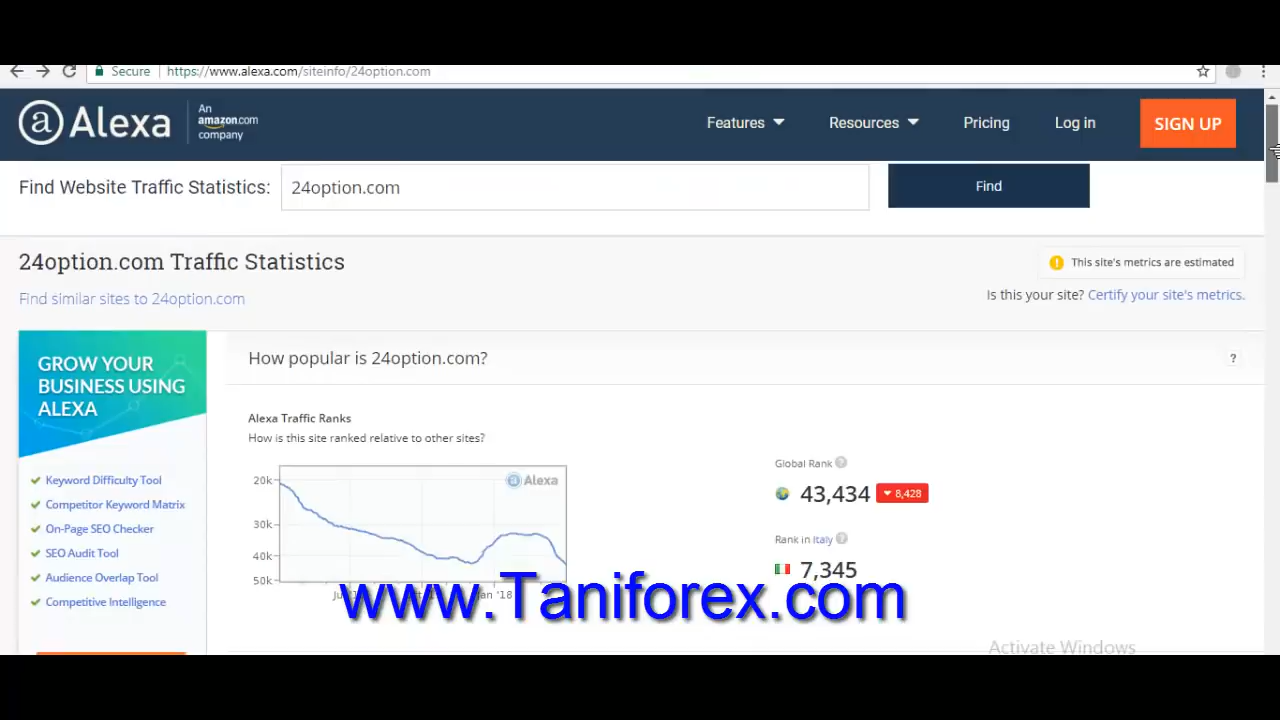 Secure https://www.alexa.com/siteinfo/24option.com
a Alexa An amazon.com company
Features Resources Pricing Log in SIGN UP
Find Website Traffic Statistics: 24option.com Find
24option.com Traffic Statistics
This site's metrics are estimated
Find similar sites to 24option.com
Is this your site? Certify your site's metrics.
GROW YOUR
BUSINESS USING
ALEXA
Keyword Difficulty Tool
Competitor Keyword Matrix
On-Page SEO Checker
SEO Audit Tool
Audience Overlap Tool
Competitive Intelligence
How popular is 24option.com? ?
Alexa Traffic Ranks
How is this site ranked relative to other sites?
a Alexa
20k
30k
40k
50k
'18
Global Rank ?
43,434 8,428
Rank in Italy ?
7,345
www.Taniforex.com
Activate Windows